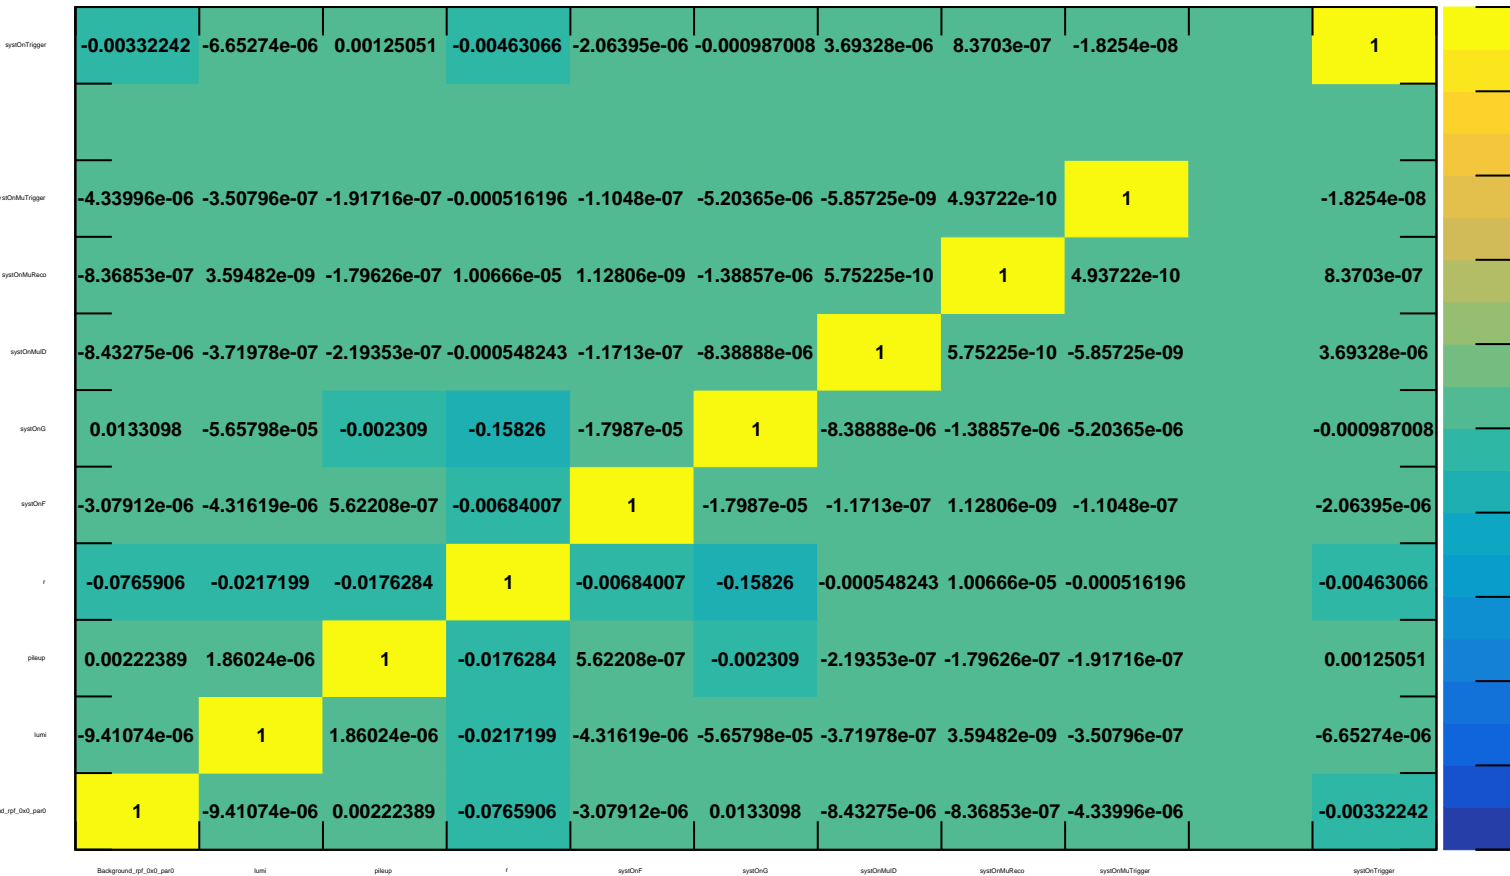 systOnTrigger -0.00332242 -6.65274e-06 0.00125051 -0.00463066 -2.06395e-06 -0.000987008 3.69328e-06 8.3703e-07 -1.8254e-08 1
ystOnMuTrigger -4.33996e-06 -3.50796e-07 -1.91716e-07 -0.000516196 -1.1048e-07 -5.20365e-06 -5.85725e-09 4.93722e-10 1 -1.8254e-08
systOnMuReco -8.36853e-07 3.59482e-09 -1.79626e-07 1.00666e-05 1.12806e-09 -1.38857e-06 5.75225e-10 1 4.93722e-10 8.3703e-07
systOnMuID -8.43275e-06 -3.71978e-07 -2.19353e-07 -0.000548243 -1.1713e-07 -8.38888e-06 1 5.75225e-10 -5.85725e-09 3.69328e-06
systOnG 0.0133098 -5.65798e-05 -0.002309 -0.15826 -1.7987e-05 1 -8.38888e-06 -1.38857e-06 -5.20365e-06 -0.000987008
systOnF -3.07912e-06 -4.31619e-06 5.62208e-07 -0.00684007 1 -1.7987e-05 -1.1713e-07 1.12806e-09 -1.1048e-07 -2.06395e-06
r -0.0765906 -0.0217199 -0.0176284 1 -0.00684007 -0.15826 -0.000548243 1.00666e-05 -0.000516196 -0.00463066
pileup 0.00222389 1.86024e-06 1 -0.0176284 5.62208e-07 -0.002309 -2.19353e-07 -1.79626e-07 -1.91716e-07 0.00125051
lumi -9.41074e-06 1 1.86024e-06 -0.0217199 -4.31619e-06 -5.65798e-05 -3.71978e-07 3.59482e-09 -3.50796e-07 -6.65274e-06
d_rpf_0x0_par0 1 -9.41074e-06 0.00222389 -0.0765906 -3.07912e-06 0.0133098 -8.43275e-06 -8.36853e-07 -4.33996e-06 -0.00332242
Background_rpf_0x0_par0 lumi pileup r systOnF systOnG systOnMuID systOnMuReco systOnMuTrigger systOnTrigger